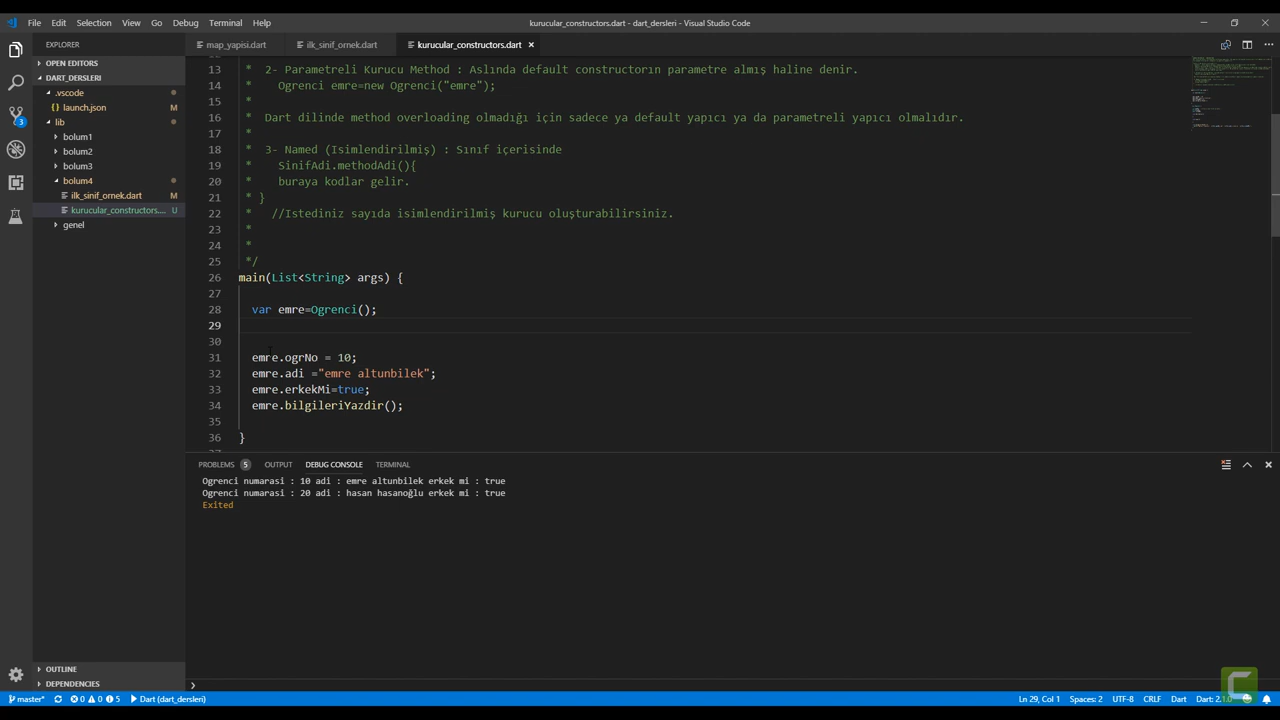 File Edit Selection View Go Debug Terminal Help
kurucular_constructors.dart - dart_dersleri - Visual Studio Code
EXPLORER
map_yapisi.dart
ilk_sinif_ornek.dart
kurucular_constructors.dart ×
OPEN EDITORS
DART_DERSLERI
.vscode
launch.json M
lib
bolum1
bolum2
bolum3
bolum4
ilk_sinif_ornek.dart M
kurucular_constructors.... U
genel
13 * 2- Parametreli Kurucu Method : Aslında default constructorın parametre almış haline denir.
14 * Ogrenci emre=new Ogrenci("emre");
15 *
16 * Dart dilinde method overloading olmadığı için sadece ya default yapıcı ya da parametreli yapıcı olmalıdır.
17 *
18 * 3- Named (Isimlendirilmiş) : Sınıf içerisinde
19 * SinifAdi.methodAdi(){
20 * buraya kodlar gelir.
21 * }
22 * //Istediniz sayıda isimlendirilmiş kurucu oluşturabilirsiniz.
23 *
24 *
25 */
26 main(List<String> args) {
27
28 var emre=Ogrenci();
29
30
31 emre.ogrNo = 10;
32 emre.adi ="emre altunbilek";
33 emre.erkekMi=true;
34 emre.bilgileriYazdir();
35
36 }
PROBLEMS 5 OUTPUT DEBUG CONSOLE TERMINAL
Ogrenci numarasi : 10 adi : emre altunbilek erkek mi : true
Ogrenci numarasi : 20 adi : hasan hasanoğlu erkek mi : true
Exited
3
OUTLINE
DEPENDENCIES
master* 0 0 5 Dart (dart_dersleri)
Ln 29, Col 1 Spaces: 2 UTF-8 CRLF Dart Dart: 2.1.0